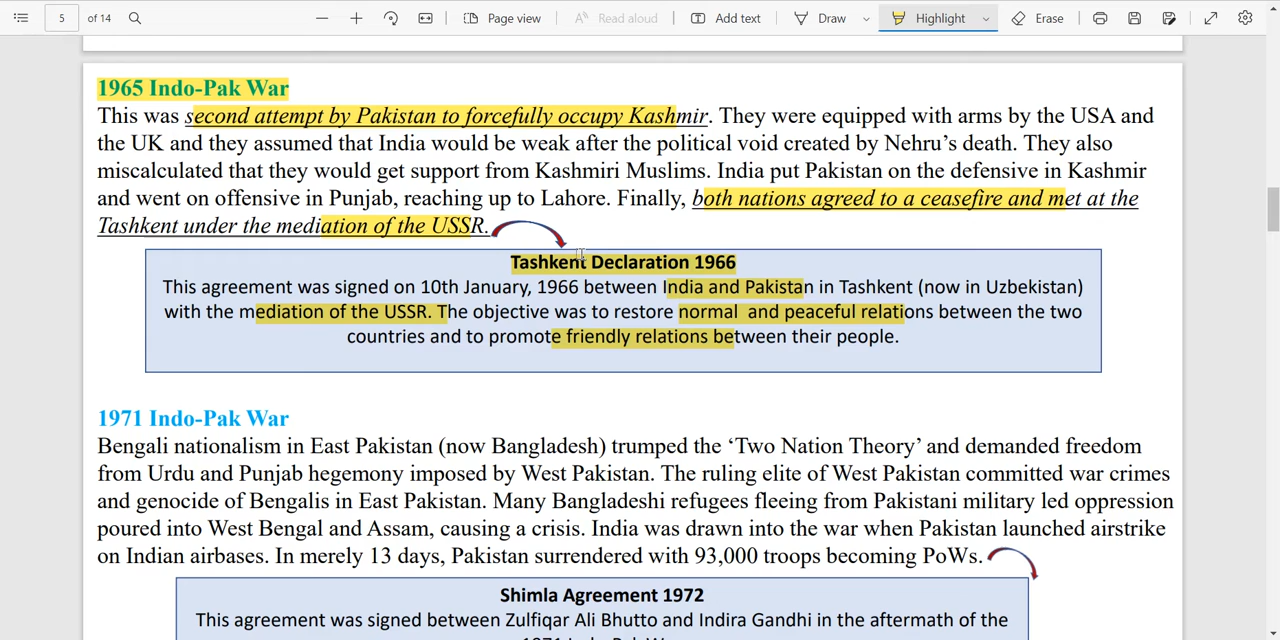 5 of 14 Page view Read aloud Add text Draw Highlight Erase
1965 Indo-Pak War
This was second attempt by Pakistan to forcefully occupy Kashmir. They were equipped with arms by the USA and
the UK and they assumed that India would be weak after the political void created by Nehru's death. They also
miscalculated that they would get support from Kashmiri Muslims. India put Pakistan on the defensive in Kashmir
and went on offensive in Punjab, reaching up to Lahore. Finally, both nations agreed to a ceasefire and met at the
Tashkent under the mediation of the USSR.
Tashkent Declaration 1966
This agreement was signed on 10th January, 1966 between India and Pakistan in Tashkent (now in Uzbekistan)
with the mediation of the USSR. The objective was to restore normal and peaceful relations between the two
countries and to promote friendly relations between their people.
1971 Indo-Pak War
Bengali nationalism in East Pakistan (now Bangladesh) trumped the 'Two Nation Theory' and demanded freedom
from Urdu and Punjab hegemony imposed by West Pakistan. The ruling elite of West Pakistan committed war crimes
and genocide of Bengalis in East Pakistan. Many Bangladeshi refugees fleeing from Pakistani military led oppression
poured into West Bengal and Assam, causing a crisis. India was drawn into the war when Pakistan launched airstrike
on Indian airbases. In merely 13 days, Pakistan surrendered with 93,000 troops becoming PoWs.
Shimla Agreement 1972
This agreement was signed between Zulfiqar Ali Bhutto and Indira Gandhi in the aftermath of the